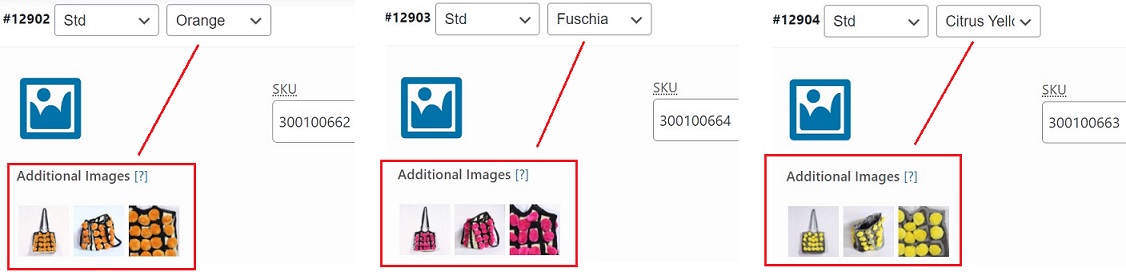 #12902 Std Orange
SKU
300100662
Additional Images [?]
#12903 Std Fuschia
SKU
300100664
Additional Images [?]
#12904 Std Citrus Yell
SKU
300100663
Additional Images [?]